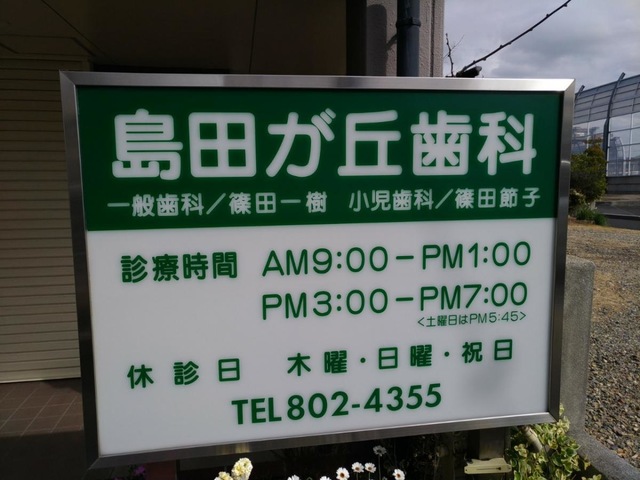 島田が丘歯科
一般歯科／篠田一樹 小児歯科／篠田節子
診療時間 AM9:00－PM1:00
PM3:00－PM7:00
<土曜日はPM5:45>
休診日 木曜・日曜・祝日
TEL802-4355